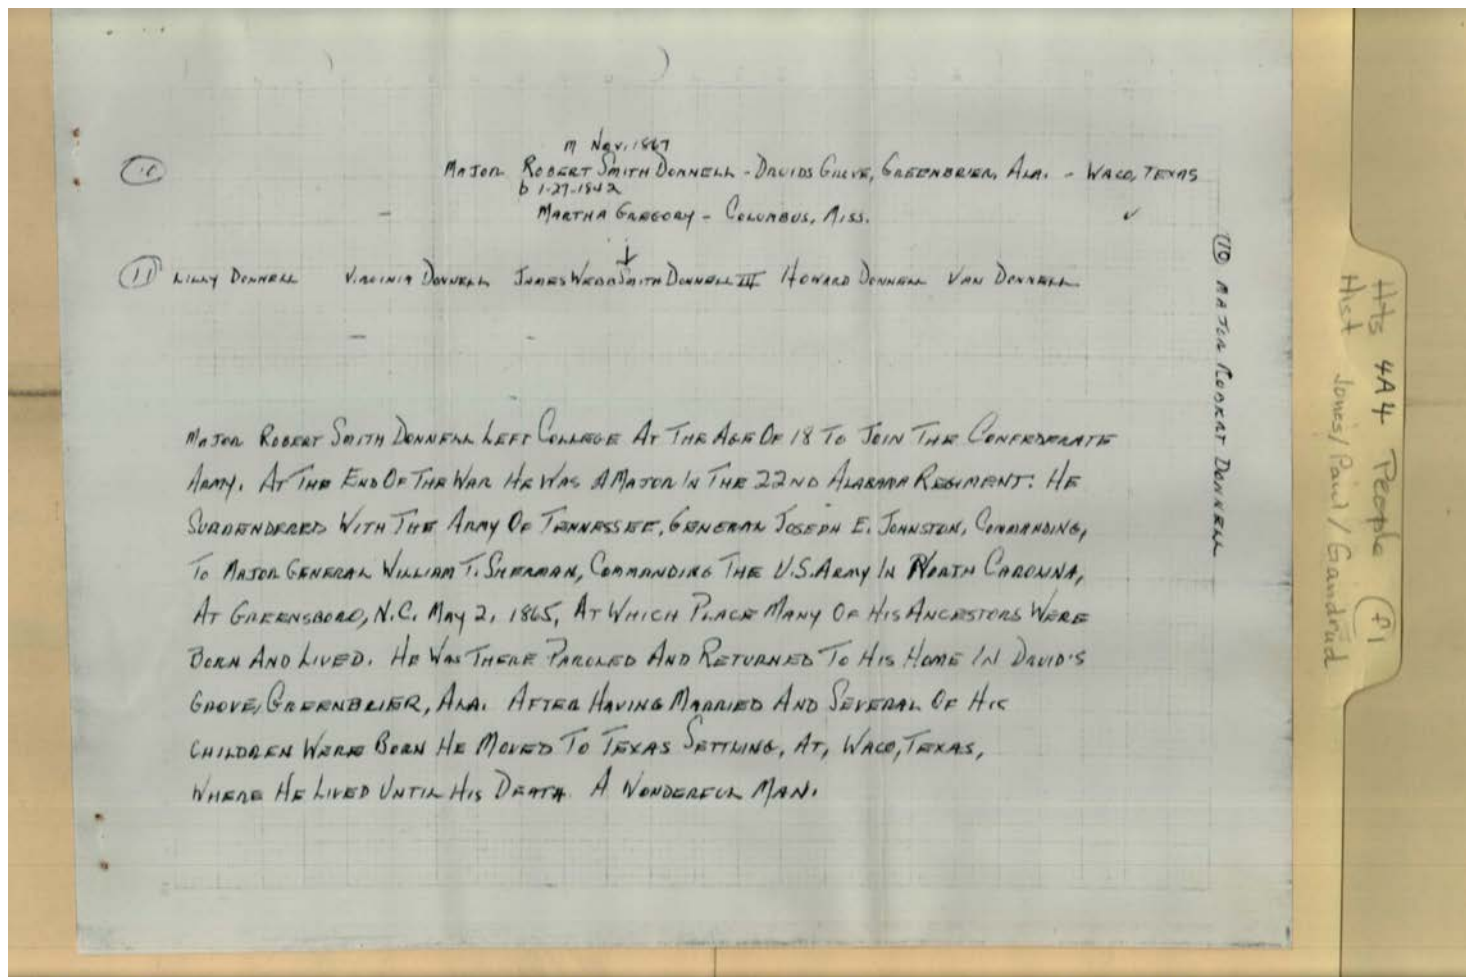 m Nov. 1867
(10) Major Robert Smith Donnell - Druids Grove, Greenbrier, Ala. - Waco, Texas
b 1-27-1842
Martha Gregory - Columbus, Miss. ✓
(11) Lilly Donnell Virginia Donnell James Webb Smith Donnell III Howard Donnell Van Donnell
Major Robert Smith Donnell Left College At The Age Of 18 To Join The Confederate
Army. At The End Of The War He Was A Major In The 22nd Alabama Regiment. He
Surrendered With The Army Of Tennessee, General Joseph E. Johnston, Commanding,
To Major General William T. Sherman, Commanding The U.S. Army In North Carolina,
At Greensboro, N.C. May 2, 1865, At Which Place Many Of His Ancestors Were
Born And Lived. He Was There Paroled And Returned To His Home In Druid's
Grove, Greenbrier, Ala. After Having Married And Several Of His
Children Were Born He Moved To Texas Settling, At, Waco, Texas,
Where He Lived Until His Death. A Wonderful Man.
(10) Major Robert Donnell
Hts 4A4 People (f1)
Hist Jones/Paul/Gandrud